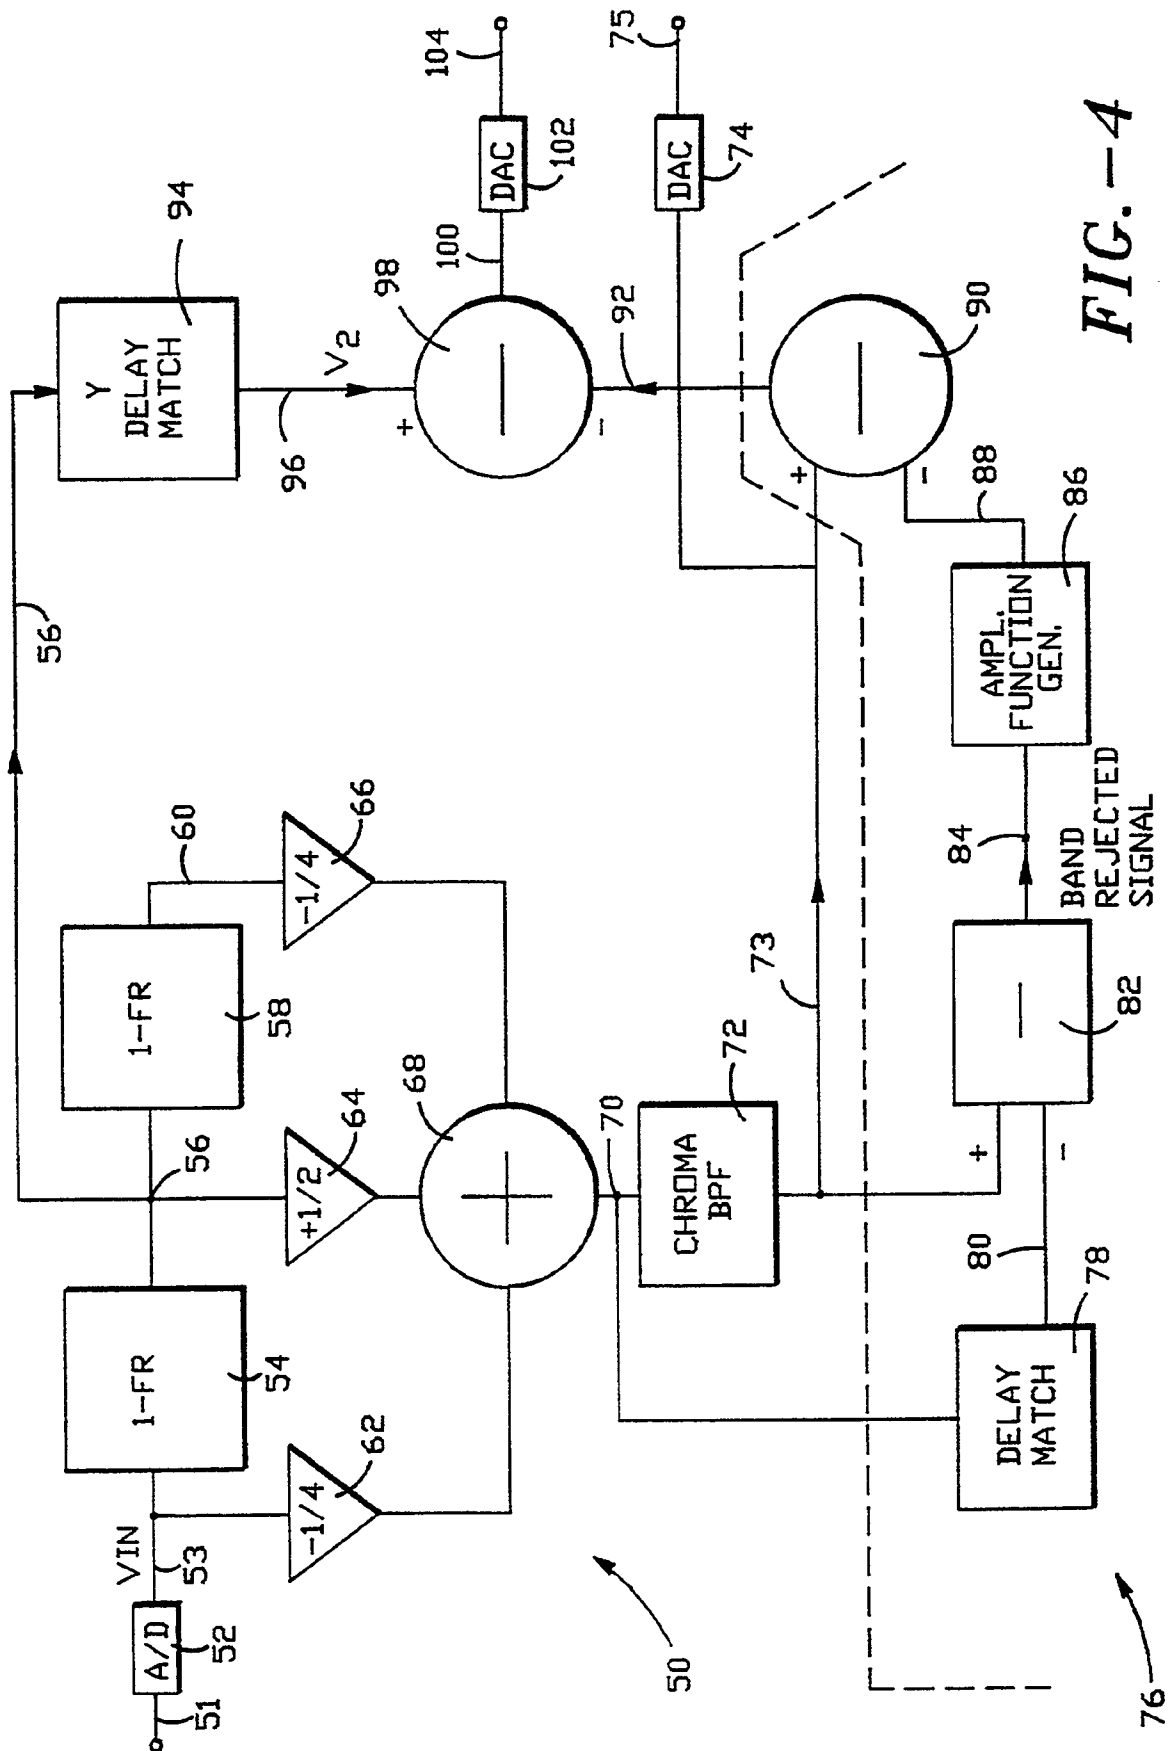 51
A/D
52
VIN
53
1-FR
54
56
1-FR
58
60
56
Y
DELAY
MATCH
94
96
V2
-1/4
62
+1/2
64
-1/4
66
68
+
98
-
100
DAC
102
104
92
DAC
74
75
50
70
CHROMA
BPF
72
73
+
-
90
DELAY
MATCH
78
80
+
-
82
84
BAND
REJECTED
SIGNAL
AMPL.
FUNCTION
GEN.
86
88
76
FIG.-4